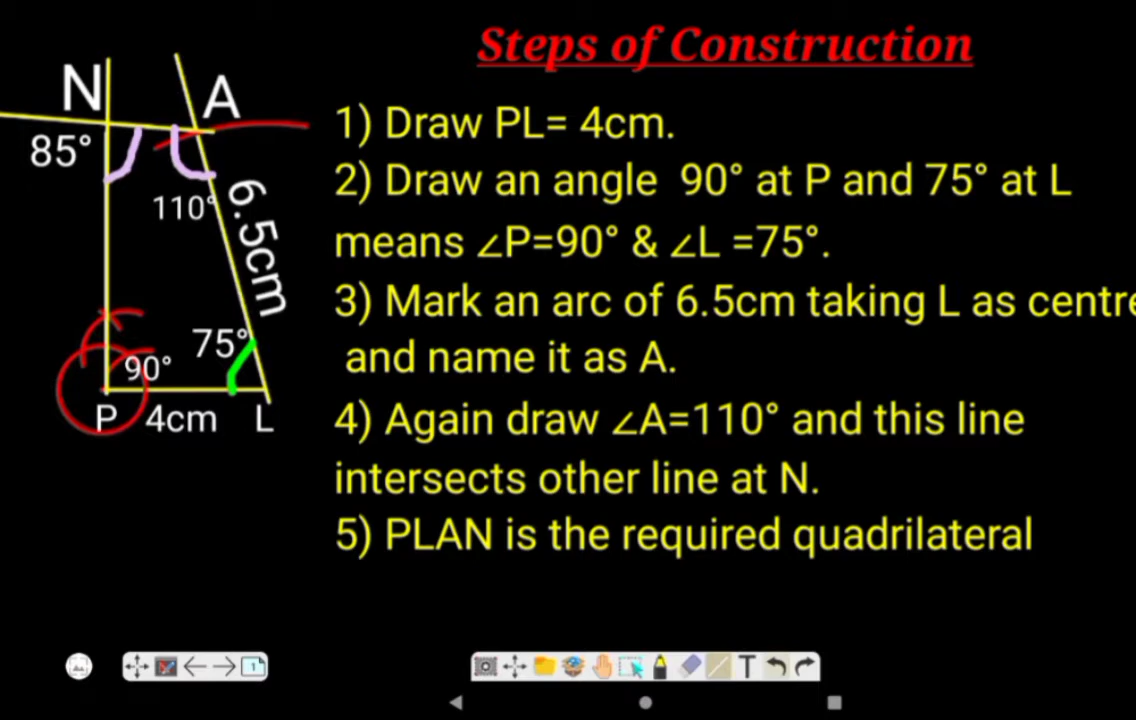 Steps of Construction
N
A
85°
110°
6.5cm
75°
90°
P 4cm L
1) Draw PL= 4cm.
2) Draw an angle 90° at P and 75° at L
means ∠P=90° & ∠L =75°.
3) Mark an arc of 6.5cm taking L as centre
and name it as A.
4) Again draw ∠A=110° and this line
intersects other line at N.
5) PLAN is the required quadrilateral
1
T